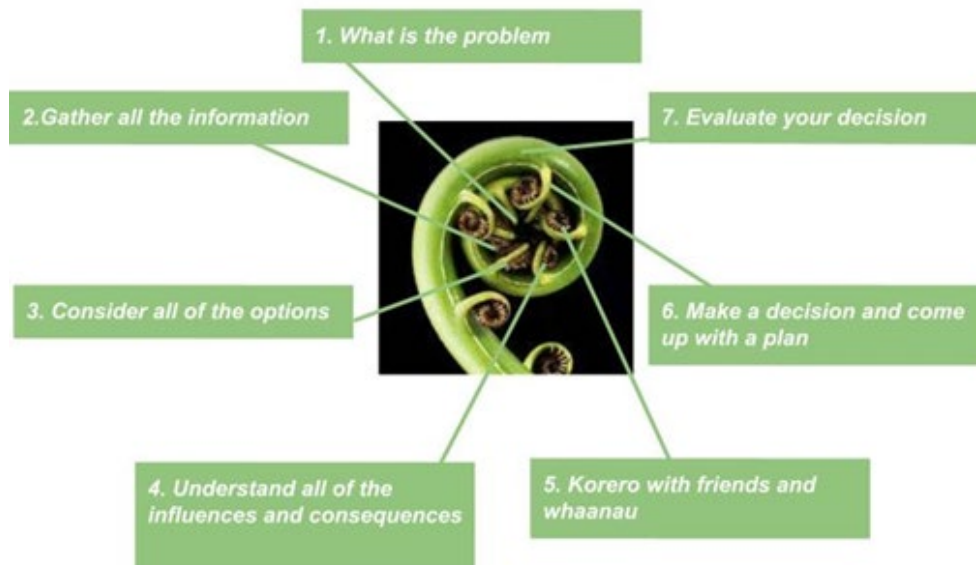 1. What is the problem
2.Gather all the information
3. Consider all of the options
4. Understand all of the
influences and consequences
5. Korero with friends and
whaanau
6. Make a decision and come
up with a plan
7. Evaluate your decision